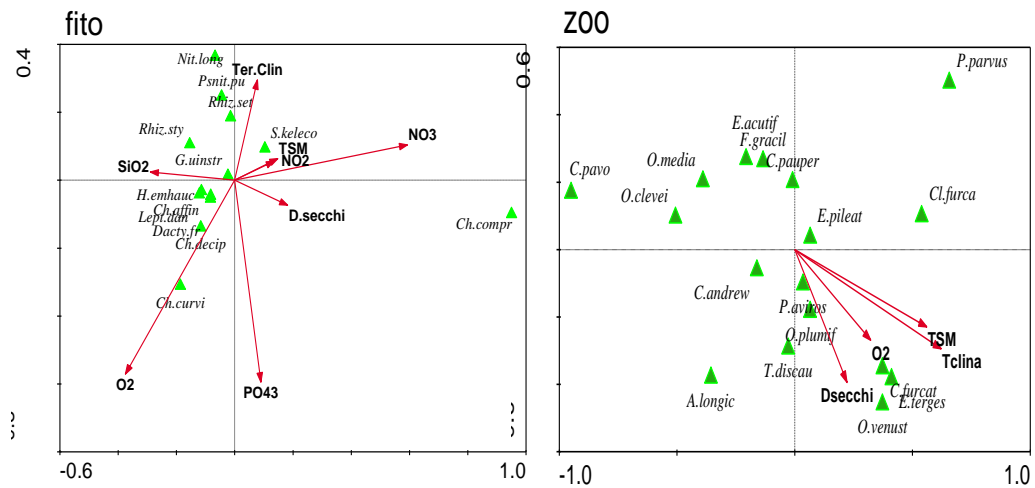 fito
0.4
Nit.long
Ter.Clin
Psnit.pu
Rhiz.set
Rhiz.sty
S.keleco
NO3
TSM
G.uinstr
NO2
SiO2
H.emhauc
Ch.affin
D.secchi
Lept.dan
Ch.compr
Dacty.fr
Ch.decip
Ch.curvi
O2
PO43
-0.6
1.0
zoo
0.6
P.parvus
E.acutif
F.gracil
C.pauper
O.media
C.pavo
O.clevei
Cl.furca
E.pileat
C.andrew
P.aviros
O.plumif
TSM
O2
Tclina
T.discau
Dsecchi
C.furcat
A.longic
E.terges
O.venust
-1.0
1.0